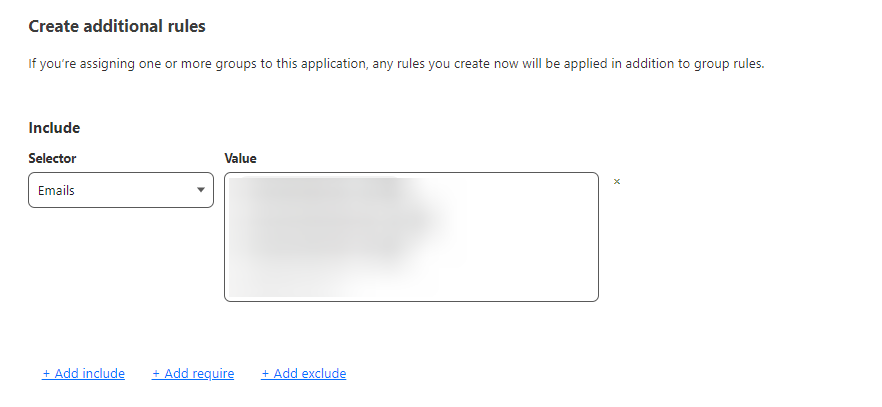 Create additional rules
If you're assigning one or more groups to this application, any rules you create now will be applied in addition to group rules.
Include
Selector Value
Emails
×
+ Add include + Add require + Add exclude